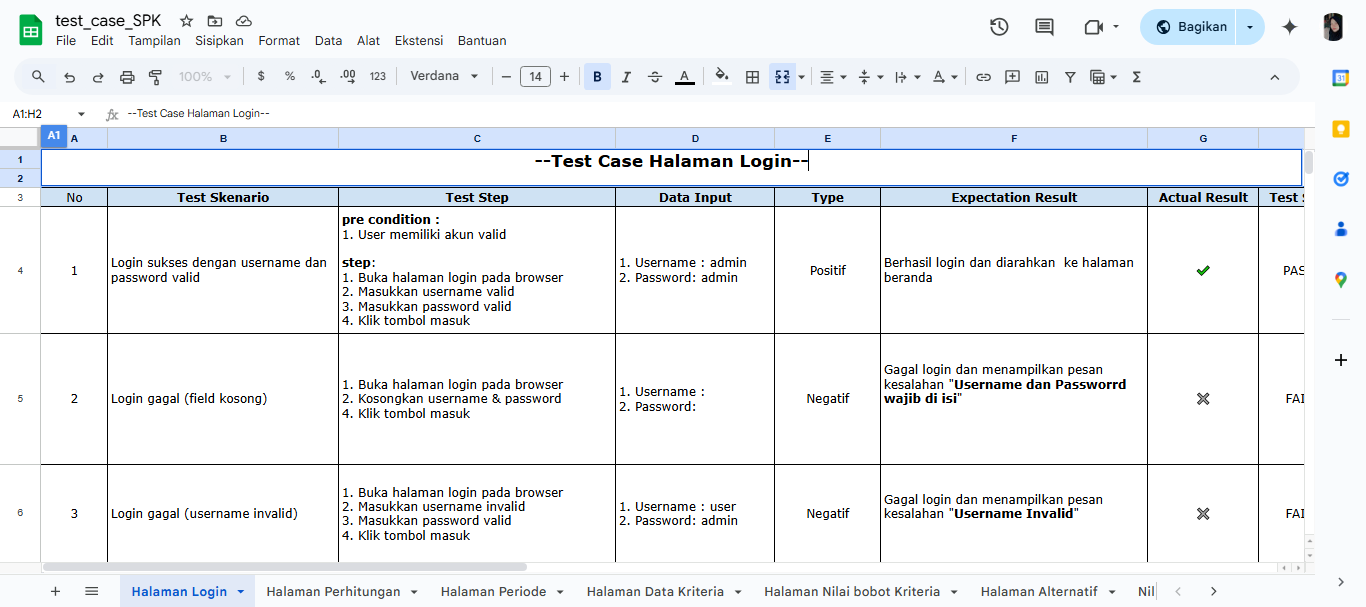 test_case_SPK
File Edit Tampilan Sisipkan Format Data Alat Ekstensi Bantuan
Bagikan
100% $ % .0 .00 123 Verdana 14 B I S A Σ
31
A1:H2 fx --Test Case Halaman Login--
A1 A B C D E F G
1 --Test Case Halaman Login--
2
3 No Test Skenario Test Step Data Input Type Expectation Result Actual Result Test
4
1
Login sukses dengan username dan
password valid
pre condition :
1. User memiliki akun valid
step:
1. Buka halaman login pada browser
2. Masukkan username valid
3. Masukkan password valid
4. Klik tombol masuk
1. Username : admin
2. Password: admin
Positif
Berhasil login dan diarahkan ke halaman
beranda
PAS
5
2
Login gagal (field kosong)
1. Buka halaman login pada browser
2. Kosongkan username & password
4. Klik tombol masuk
1. Username :
2. Password:
Negatif
Gagal login dan menampilkan pesan
kesalahan "Username dan Passworrd
wajib di isi"
FAI
6
3
Login gagal (username invalid)
1. Buka halaman login pada browser
2. Masukkan username invalid
3. Masukkan password valid
4. Klik tombol masuk
1. Username : user
2. Password: admin
Negatif
Gagal login dan menampilkan pesan
kesalahan "Username Invalid"
FAI
Halaman Login Halaman Perhitungan Halaman Periode Halaman Data Kriteria Halaman Nilai bobot Kriteria Halaman Alternatif Nil